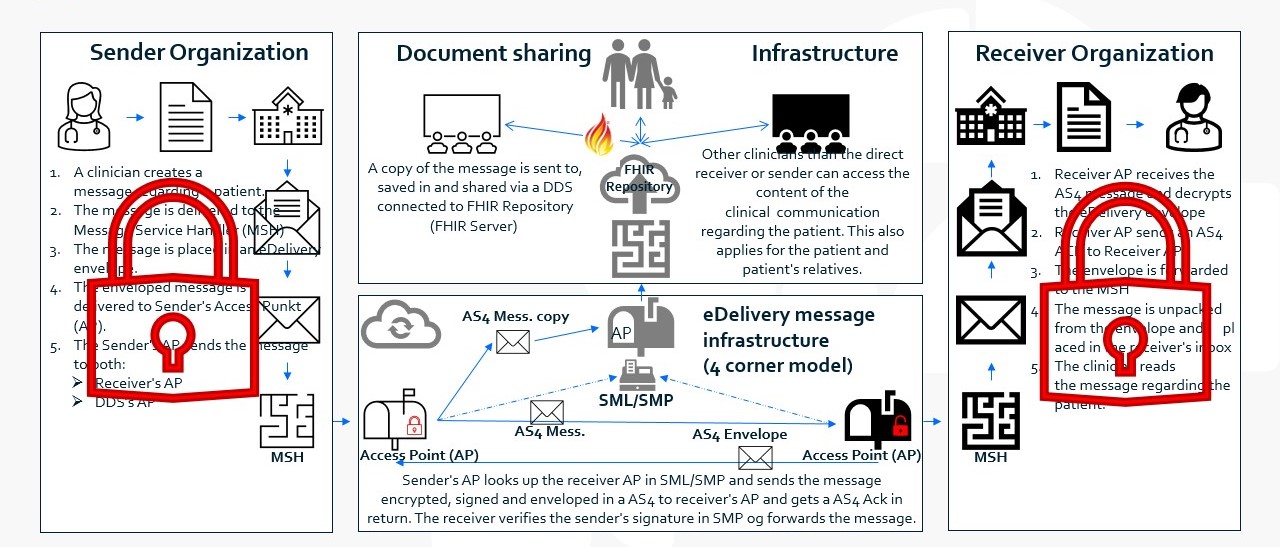 Sender Organization
1. A clinician creates a
message regarding a patient.
2. The message is delivered to the
Message Service Handler (MSH)
3. The message is placed in an eDelivery
envelope.
4. The enveloped message is
delivered to Sender's Access Punkt
(AP).
5. The Sender's AP sends the message
to both:
➢ Receiver's AP
➢ DDS's AP
MSH
Document sharing
Infrastructure
A copy of the message is sent to,
saved in and shared via a DDS
connected to FHIR Repository
(FHIR Server)
FHIR
Repository
Other clinicians than the direct
receiver or sender can access the
content of the
clinical communication
regarding the patient. This also
applies for the patient and
patient's relatives.
AS4 Mess. copy
AP
eDelivery message
infrastructure
(4 corner model)
SML/SMP
AS4 Mess.
AS4 Envelope
Access Point (AP)
Access Point (AP)
Sender's AP looks up the receiver AP in SML/SMP and sends the message
encrypted, signed and enveloped in a AS4 to receiver's AP and gets a AS4 Ack in
return. The receiver verifies the sender's signature in SMP og forwards the message.
Receiver Organization
1. Receiver AP receives the
AS4 message and decrypts
the eDelivery envelope
2. Receiver AP sends an AS4
ACK to Receiver AP
3. The envelope is forwarded
to the MSH
4. The message is unpacked
from the envelope and pl
aced in the receiver's inbox
5. The clinician reads
the message regarding the
patient.
MSH